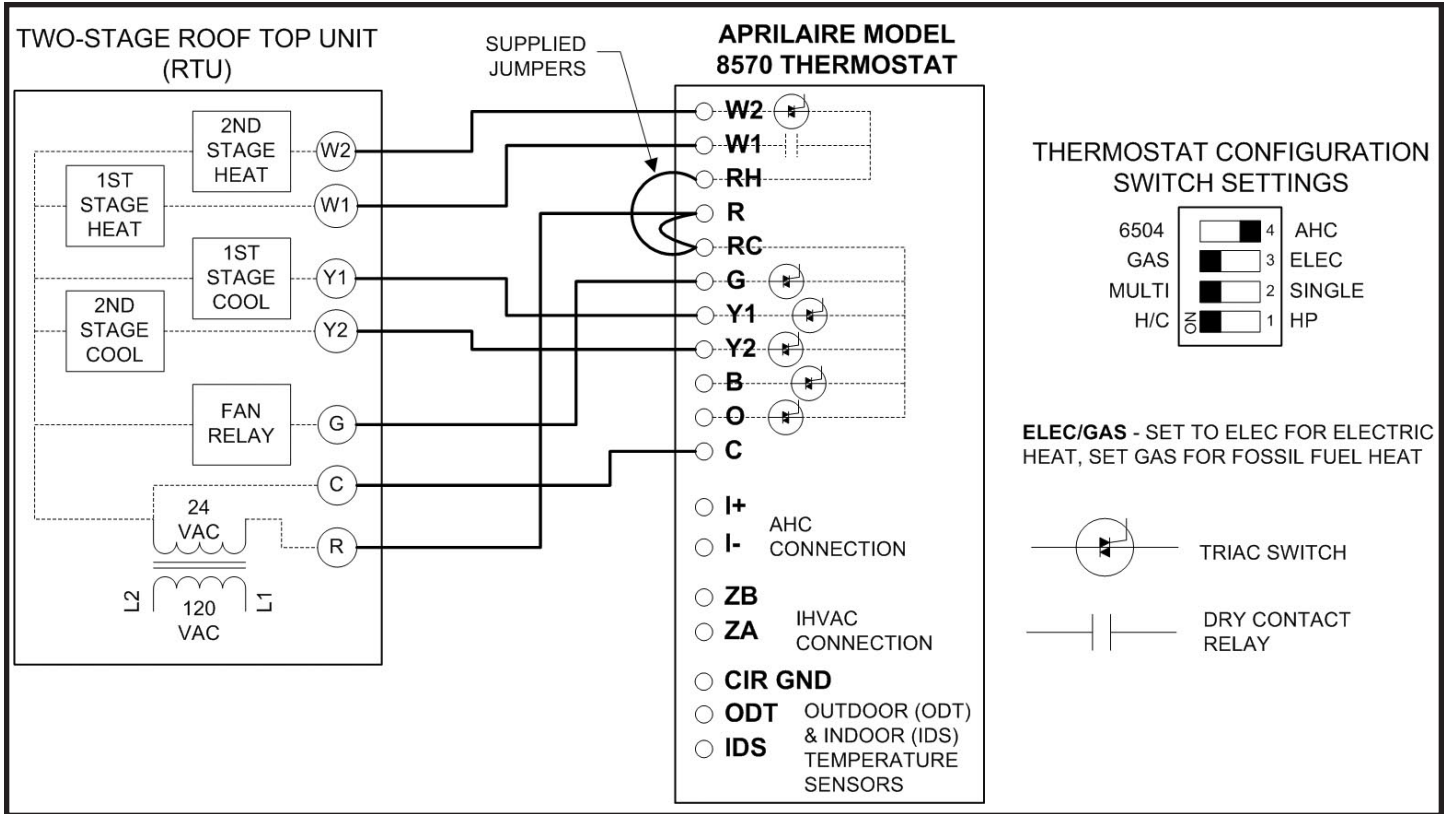 TWO-STAGE ROOF TOP UNIT
(RTU)
2ND
STAGE
HEAT
W2
1ST
STAGE
HEAT
W1
1ST
STAGE
COOL
Y1
2ND
STAGE
COOL
Y2
FAN
RELAY
G
C
24
VAC
R
L2
120
VAC
L1
SUPPLIED
JUMPERS
APRILAIRE MODEL
8570 THERMOSTAT
W2
W1
RH
R
RC
G
Y1
Y2
B
O
C
I+
I-
AHC
CONNECTION
ZB
ZA
IHVAC
CONNECTION
CIR GND
ODT
IDS
OUTDOOR (ODT)
& INDOOR (IDS)
TEMPERATURE
SENSORS
THERMOSTAT CONFIGURATION
SWITCH SETTINGS
6504 4 AHC
GAS 3 ELEC
MULTI 2 SINGLE
H/C ON 1 HP
ELEC/GAS - SET TO ELEC FOR ELECTRIC
HEAT, SET GAS FOR FOSSIL FUEL HEAT
TRIAC SWITCH
DRY CONTACT
RELAY